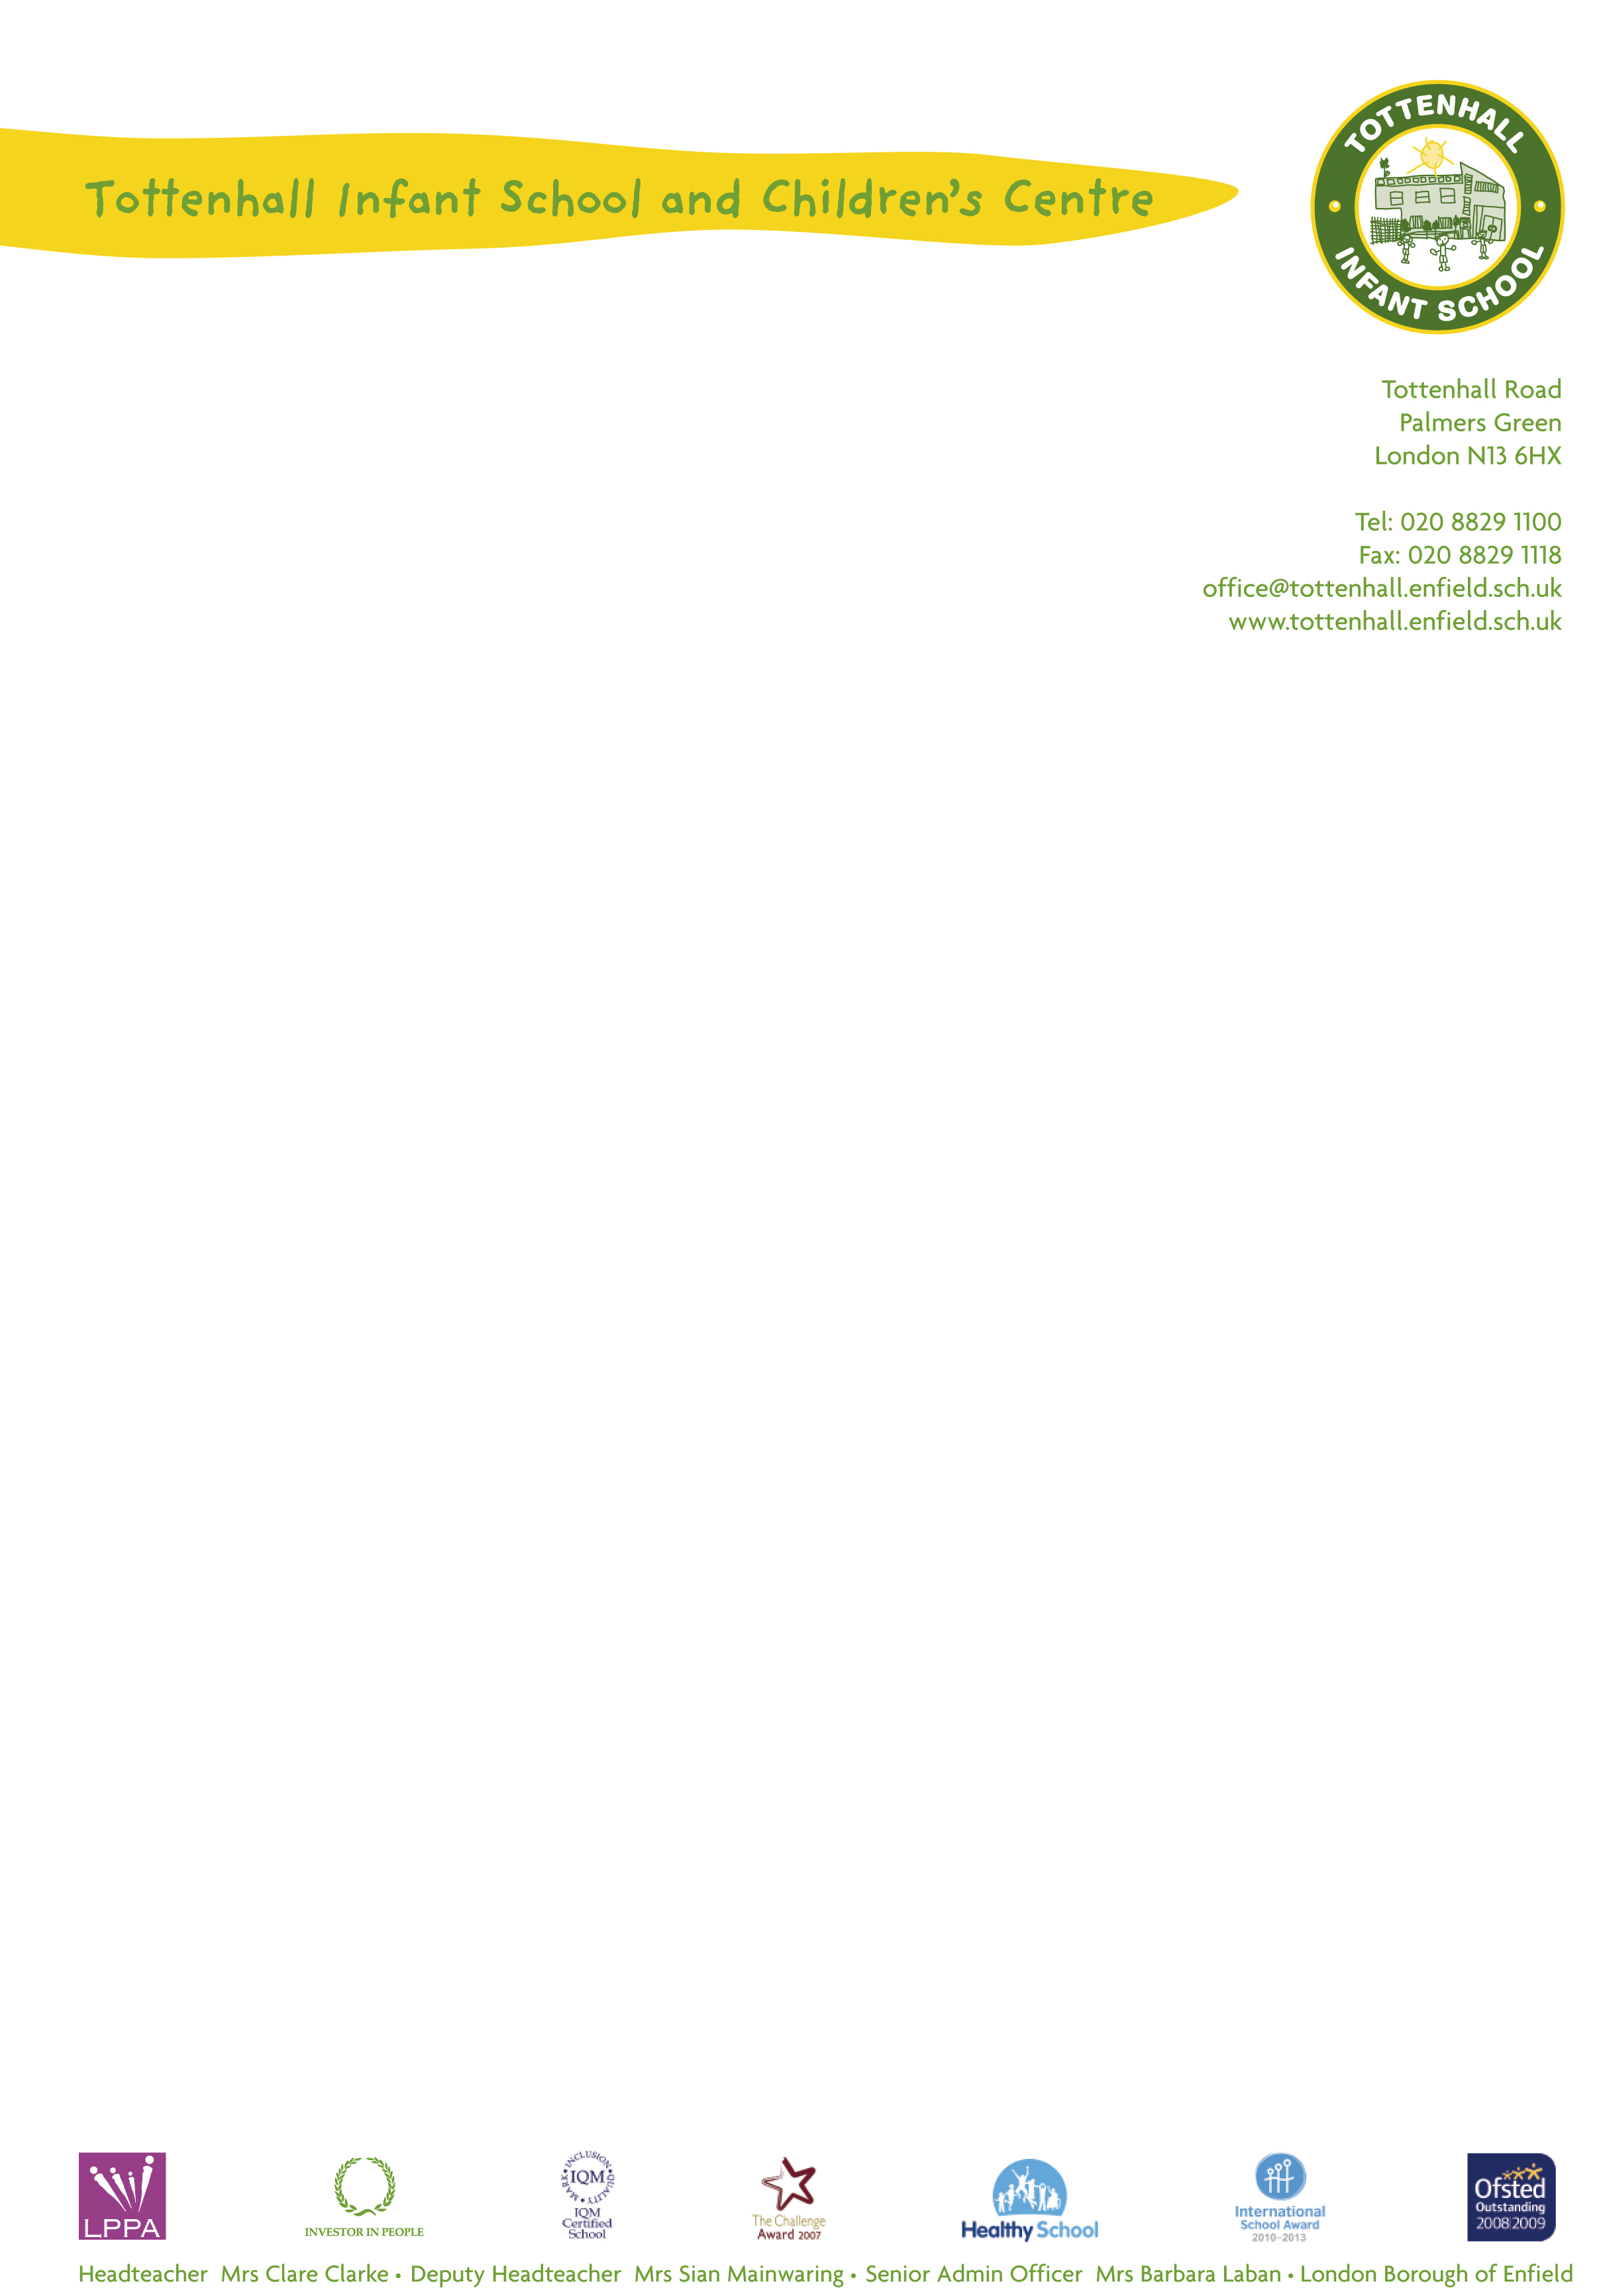 Tottenhall Infant School and Children's Centre
TOTTENHALL
INFANT SCHOOL
Tottenhall Road
Palmers Green
London N13 6HX
Tel: 020 8829 1100
Fax: 020 8829 1118
office@tottenhall.enfield.sch.uk
www.tottenhall.enfield.sch.uk
LPPA
INVESTOR IN PEOPLE
INCLUSION • QUALITY • MARK
IQM
IQM
Certified
School
The Challenge
Award 2007
Healthy School
International
School Award
2010-2013
Ofsted
Outstanding
2008|2009
Headteacher Mrs Clare Clarke • Deputy Headteacher Mrs Sian Mainwaring • Senior Admin Officer Mrs Barbara Laban • London Borough of Enfield